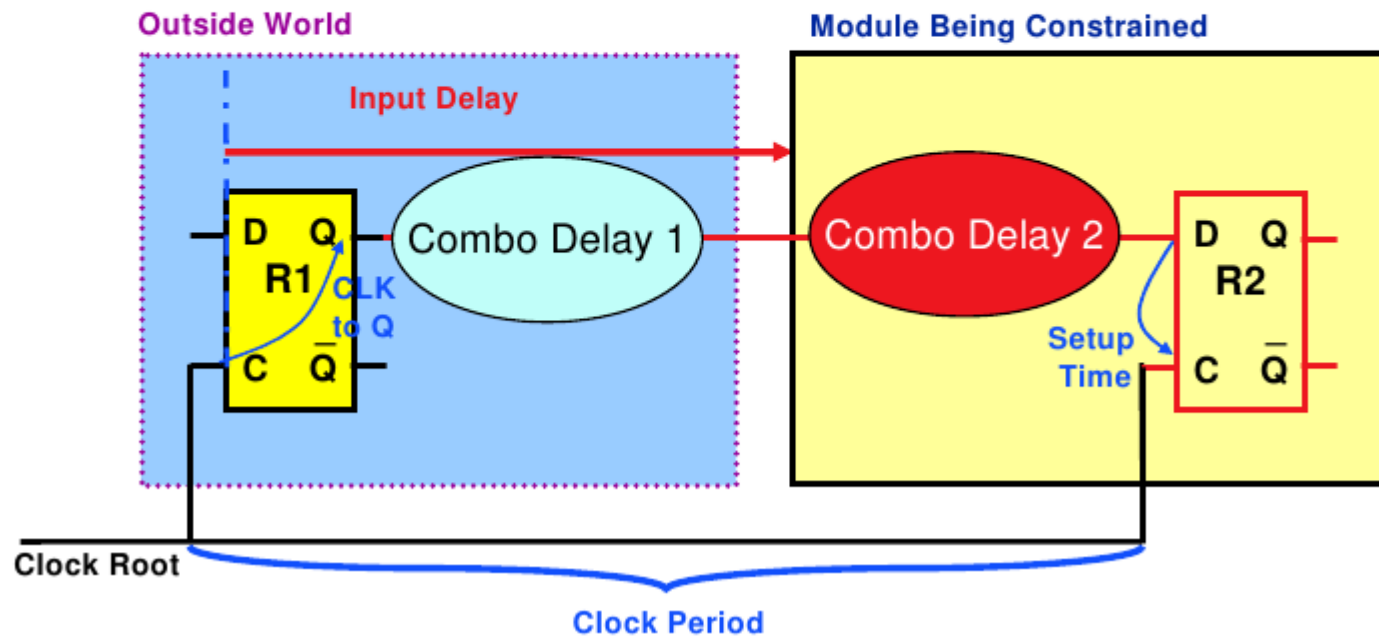 Outside World
Module Being Constrained
Input Delay
D Q
R1
CLK
to Q
C Q̅
Combo Delay 1
Combo Delay 2
D Q
R2
Setup
Time
C Q̅
Clock Root
Clock Period